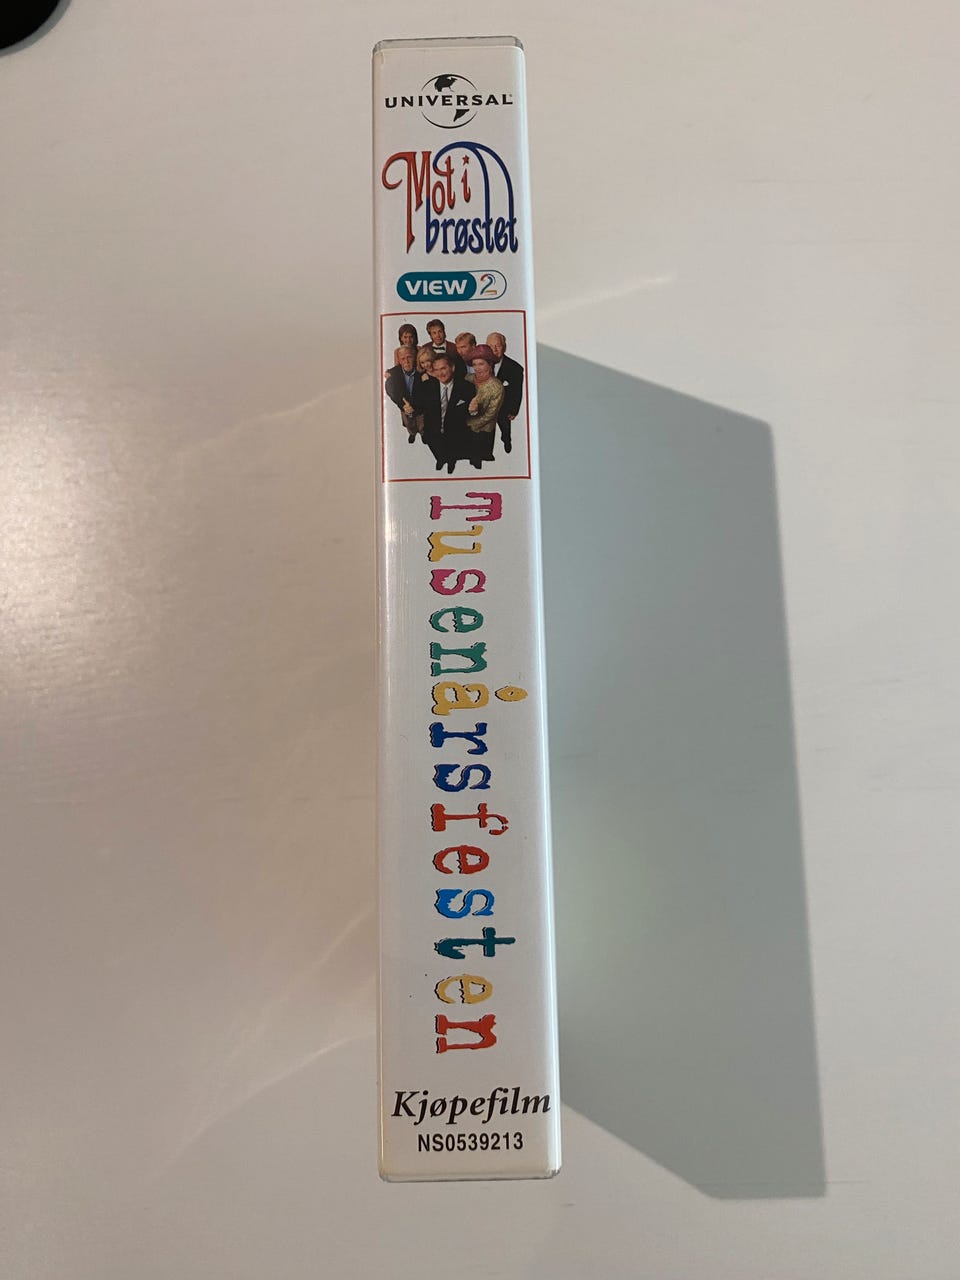 UNIVERSAL
Mot i
brøstet
VIEW 2
Tusenårsfesten
Kjøpefilm
NS0539213